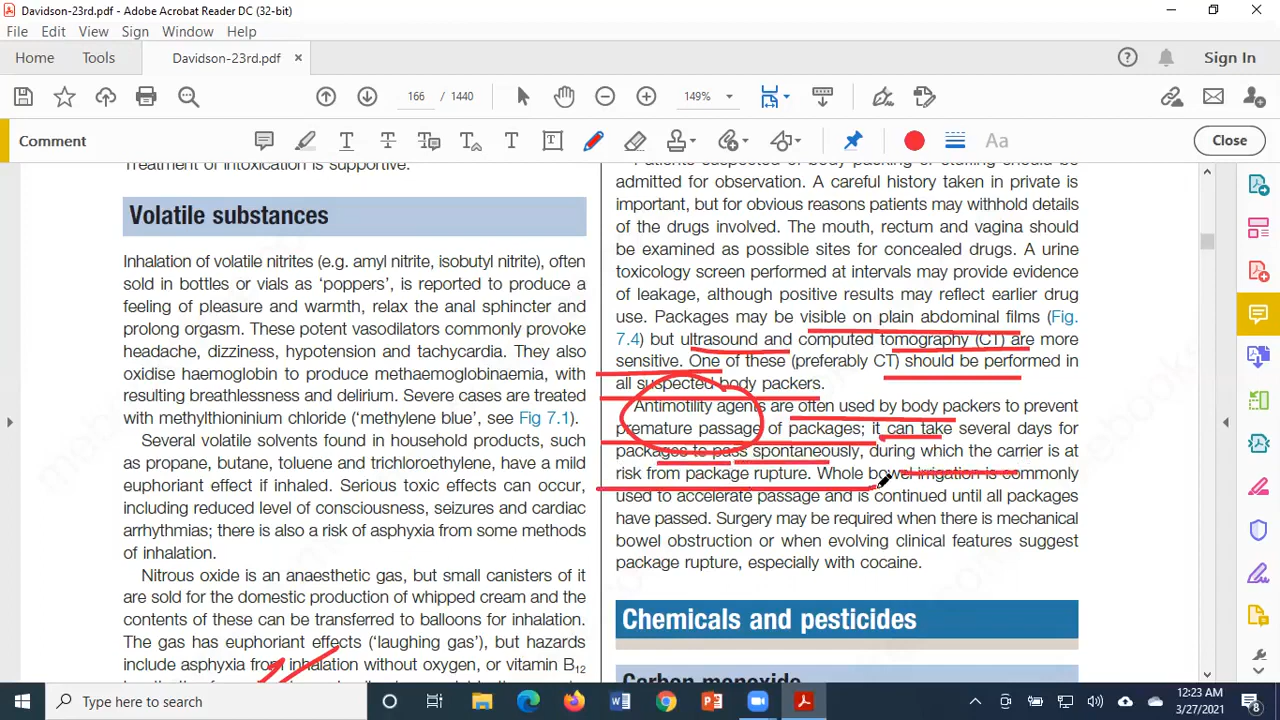 Davidson-23rd.pdf - Adobe Acrobat Reader DC (32-bit)
File Edit View Sign Window Help
Home Tools Davidson-23rd.pdf × Sign In
166 / 1440 149%
Comment Aa Close
Treatment of intoxication is supportive.
Volatile substances
Inhalation of volatile nitrites (e.g. amyl nitrite, isobutyl nitrite), often
sold in bottles or vials as ‘poppers’, is reported to produce a
feeling of pleasure and warmth, relax the anal sphincter and
prolong orgasm. These potent vasodilators commonly provoke
headache, dizziness, hypotension and tachycardia. They also
oxidise haemoglobin to produce methaemoglobinaemia, with
resulting breathlessness and delirium. Severe cases are treated
with methylthioninium chloride (‘methylene blue’, see Fig 7.1).
Several volatile solvents found in household products, such
as propane, butane, toluene and trichloroethylene, have a mild
euphoriant effect if inhaled. Serious toxic effects can occur,
including reduced level of consciousness, seizures and cardiac
arrhythmias; there is also a risk of asphyxia from some methods
of inhalation.
Nitrous oxide is an anaesthetic gas, but small canisters of it
are sold for the domestic production of whipped cream and the
contents of these can be transferred to balloons for inhalation.
The gas has euphoriant effects (‘laughing gas’), but hazards
include asphyxia from inhalation without oxygen, or vitamin B12
Patients suspected of body packing or stuffing should be
admitted for observation. A careful history taken in private is
important, but for obvious reasons patients may withhold details
of the drugs involved. The mouth, rectum and vagina should
be examined as possible sites for concealed drugs. A urine
toxicology screen performed at intervals may provide evidence
of leakage, although positive results may reflect earlier drug
use. Packages may be visible on plain abdominal films (Fig.
7.4) but ultrasound and computed tomography (CT) are more
sensitive. One of these (preferably CT) should be performed in
all suspected body packers.
Antimotility agents are often used by body packers to prevent
premature passage of packages; it can take several days for
packages to pass spontaneously, during which the carrier is at
risk from package rupture. Whole bowel irrigation is commonly
used to accelerate passage and is continued until all packages
have passed. Surgery may be required when there is mechanical
bowel obstruction or when evolving clinical features suggest
package rupture, especially with cocaine.
Chemicals and pesticides
Carbon monoxide
Type here to search
12:23 AM
3/27/2021
8